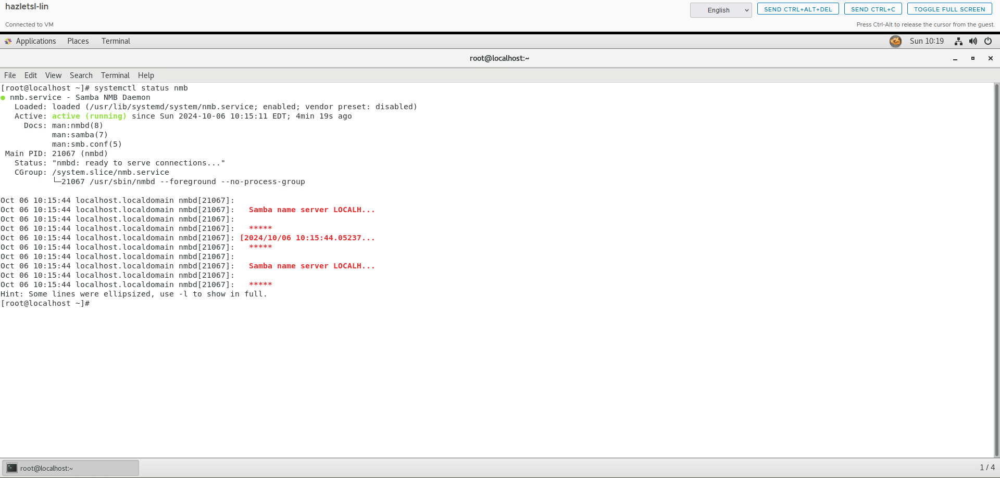 hazletsl-lin
English
SEND CTRL+ALT+DEL
SEND CTRL+C
TOGGLE FULL SCREEN
Connected to VM
Press Ctrl-Alt to release the cursor from the guest.
Applications Places Terminal
Sun 10:19
root@localhost:~
File Edit View Search Terminal Help
[root@localhost ~]# systemctl status nmb
● nmb.service - Samba NMB Daemon
   Loaded: loaded (/usr/lib/systemd/system/nmb.service; enabled; vendor preset: disabled)
   Active: active (running) since Sun 2024-10-06 10:15:11 EDT; 4min 19s ago
     Docs: man:nmbd(8)
           man:samba(7)
           man:smb.conf(5)
 Main PID: 21067 (nmbd)
   Status: "nmbd: ready to serve connections..."
   CGroup: /system.slice/nmb.service
           └─21067 /usr/sbin/nmbd --foreground --no-process-group
Oct 06 10:15:44 localhost.localdomain nmbd[21067]:
Oct 06 10:15:44 localhost.localdomain nmbd[21067]:   Samba name server LOCALH...
Oct 06 10:15:44 localhost.localdomain nmbd[21067]:
Oct 06 10:15:44 localhost.localdomain nmbd[21067]:   *****
Oct 06 10:15:44 localhost.localdomain nmbd[21067]: [2024/10/06 10:15:44.05237...
Oct 06 10:15:44 localhost.localdomain nmbd[21067]:   *****
Oct 06 10:15:44 localhost.localdomain nmbd[21067]:
Oct 06 10:15:44 localhost.localdomain nmbd[21067]:   Samba name server LOCALH...
Oct 06 10:15:44 localhost.localdomain nmbd[21067]:
Oct 06 10:15:44 localhost.localdomain nmbd[21067]:   *****
Hint: Some lines were ellipsized, use -l to show in full.
[root@localhost ~]#
root@localhost:~
1 / 4